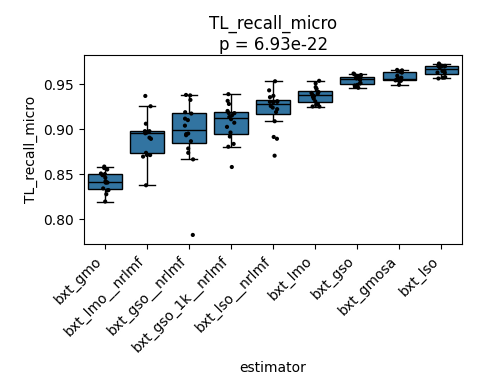 TL_recall_micro
p = 6.93e-22
TL_recall_micro
0.95
0.90
0.85
0.80
bxt_gmo
bxt_lmo__nrlmf
bxt_gso__nrlmf
bxt_gso_1k__nrlmf
bxt_lso__nrlmf
bxt_lmo
bxt_gso
bxt_gmosa
bxt_lso
estimator